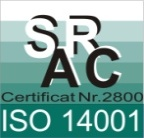 SRAC
Certificat Nr.2800
ISO 14001